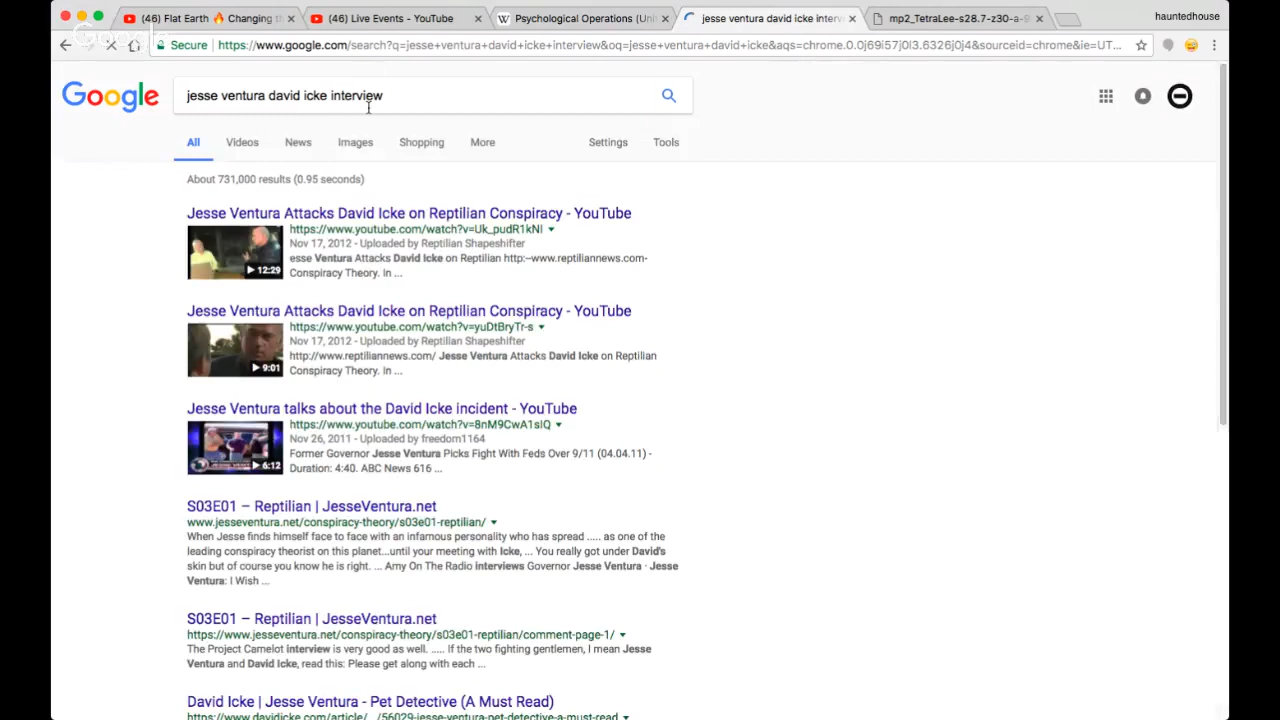 (46) Flat Earth 🔥 Changing t
(46) Live Events - YouTube
Psychological Operations (Uni
jesse ventura david icke interv
mp2_TetraLee-s28.7-z30-a-9
hauntedhouse
Secure
https://www.google.com/search?q=jesse+ventura+david+icke+interview&oq=jesse+ventura+david+icke&aqs=chrome.0.0j69i57j0l3.6326j0j4&sourceid=chrome&ie=UT...
Google
jesse ventura david icke interview
All
Videos
News
Images
Shopping
More
Settings
Tools
About 731,000 results (0.95 seconds)
Jesse Ventura Attacks David Icke on Reptilian Conspiracy - YouTube
https://www.youtube.com/watch?v=Uk_pudR1kNI
Nov 17, 2012 - Uploaded by Reptilian Shapeshifter
esse Ventura Attacks David Icke on Reptilian http:-www.reptiliannews.com-
Conspiracy Theory. In ...
12:29
Jesse Ventura Attacks David Icke on Reptilian Conspiracy - YouTube
https://www.youtube.com/watch?v=yuDtBryTr-s
Nov 17, 2012 - Uploaded by Reptilian Shapeshifter
http://www.reptiliannews.com/ Jesse Ventura Attacks David Icke on Reptilian
Conspiracy Theory. In ...
9:01
Jesse Ventura talks about the David Icke incident - YouTube
https://www.youtube.com/watch?v=8nM9CwA1sIQ
Nov 26, 2011 - Uploaded by freedom1164
Former Governor Jesse Ventura Picks Fight With Feds Over 9/11 (04.04.11) -
Duration: 4:40. ABC News 616 ...
6:12
S03E01 – Reptilian | JesseVentura.net
www.jesseventura.net/conspiracy-theory/s03e01-reptilian/
When Jesse finds himself face to face with an infamous personality who has spread ..... as one of the
leading conspiracy theorist on this planet...until your meeting with Icke, ... You really got under David's
skin but of course you know he is right. ... Amy On The Radio interviews Governor Jesse Ventura · Jesse
Ventura: I Wish ...
S03E01 – Reptilian | JesseVentura.net
https://www.jesseventura.net/conspiracy-theory/s03e01-reptilian/comment-page-1/
The Project Camelot interview is very good as well. ..... If the two fighting gentlemen, I mean Jesse
Ventura and David Icke, read this: Please get along with each ...
David Icke | Jesse Ventura - Pet Detective (A Must Read)
www.davidicke.com/article/.../56029-jesse-ventura-pet-detective-a-must-read